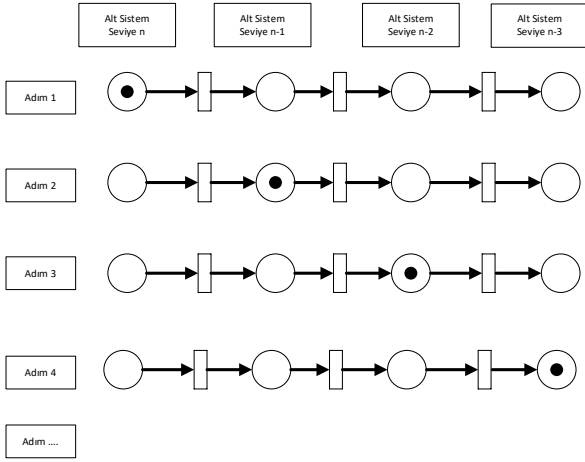 Alt Sistem
Seviye n
Alt Sistem
Seviye n-1
Alt Sistem
Seviye n-2
Alt Sistem
Seviye n-3
Adım 1
Adım 2
Adım 3
Adım 4
Adım ....